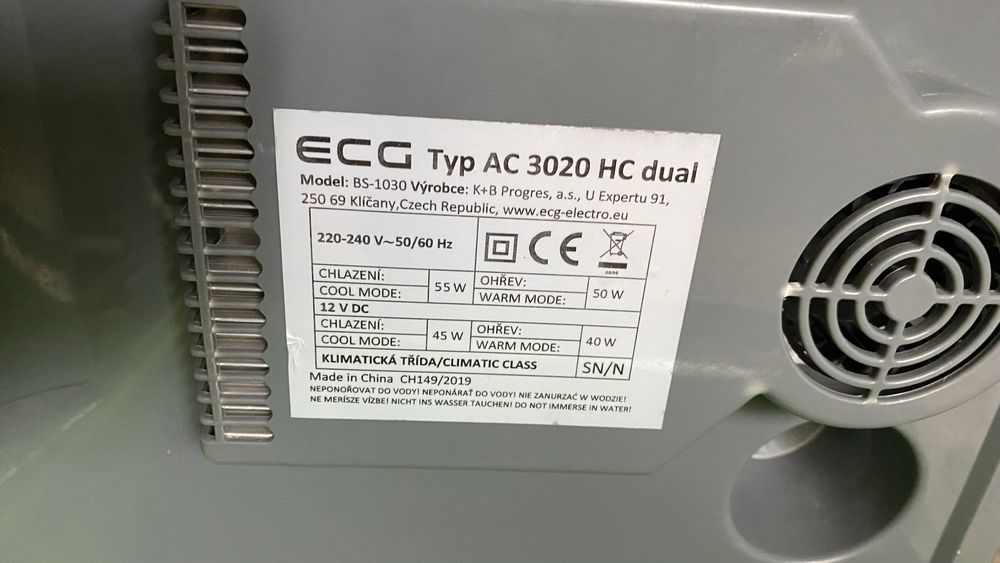 ECG Typ AC 3020 HC dual
Model: BS-1030 Výrobce: K+B Progres, a.s., U Expertu 91,
250 69 Klíčany,Czech Republic, www.ecg-electro.eu
220-240 V~50/60 Hz
CE
CHLAZENÍ:
COOL MODE:
55 W
OHŘEV:
WARM MODE:
50 W
12 V DC
CHLAZENÍ:
COOL MODE:
45 W
OHŘEV:
WARM MODE:
40 W
KLIMATICKÁ TŘÍDA/CLIMATIC CLASS
SN/N
Made in China CH149/2019
NEPONOŘOVAT DO VODY! NEPONÁRAŤ DO VODY! NIE ZANURZAĆ W WODZIE!
NE MERÍSZE VÍZBE! NICHT INS WASSER TAUCHEN! DO NOT IMMERSE IN WATER!